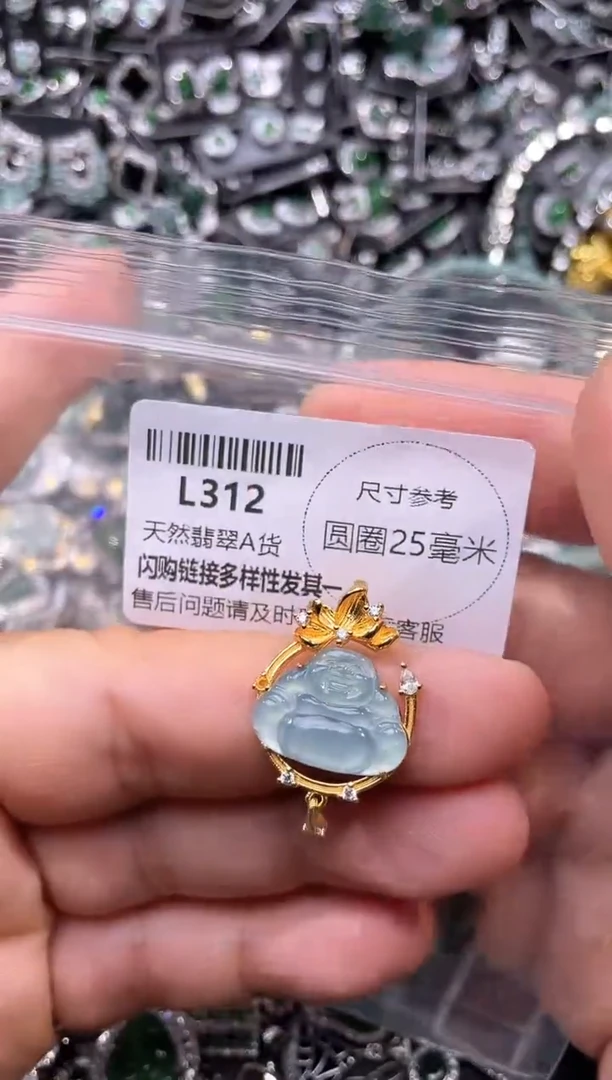 L312
天然翡翠A货
闪购链接多样性发其一
售后问题请及时
客服
尺寸参考
圆圈25毫米